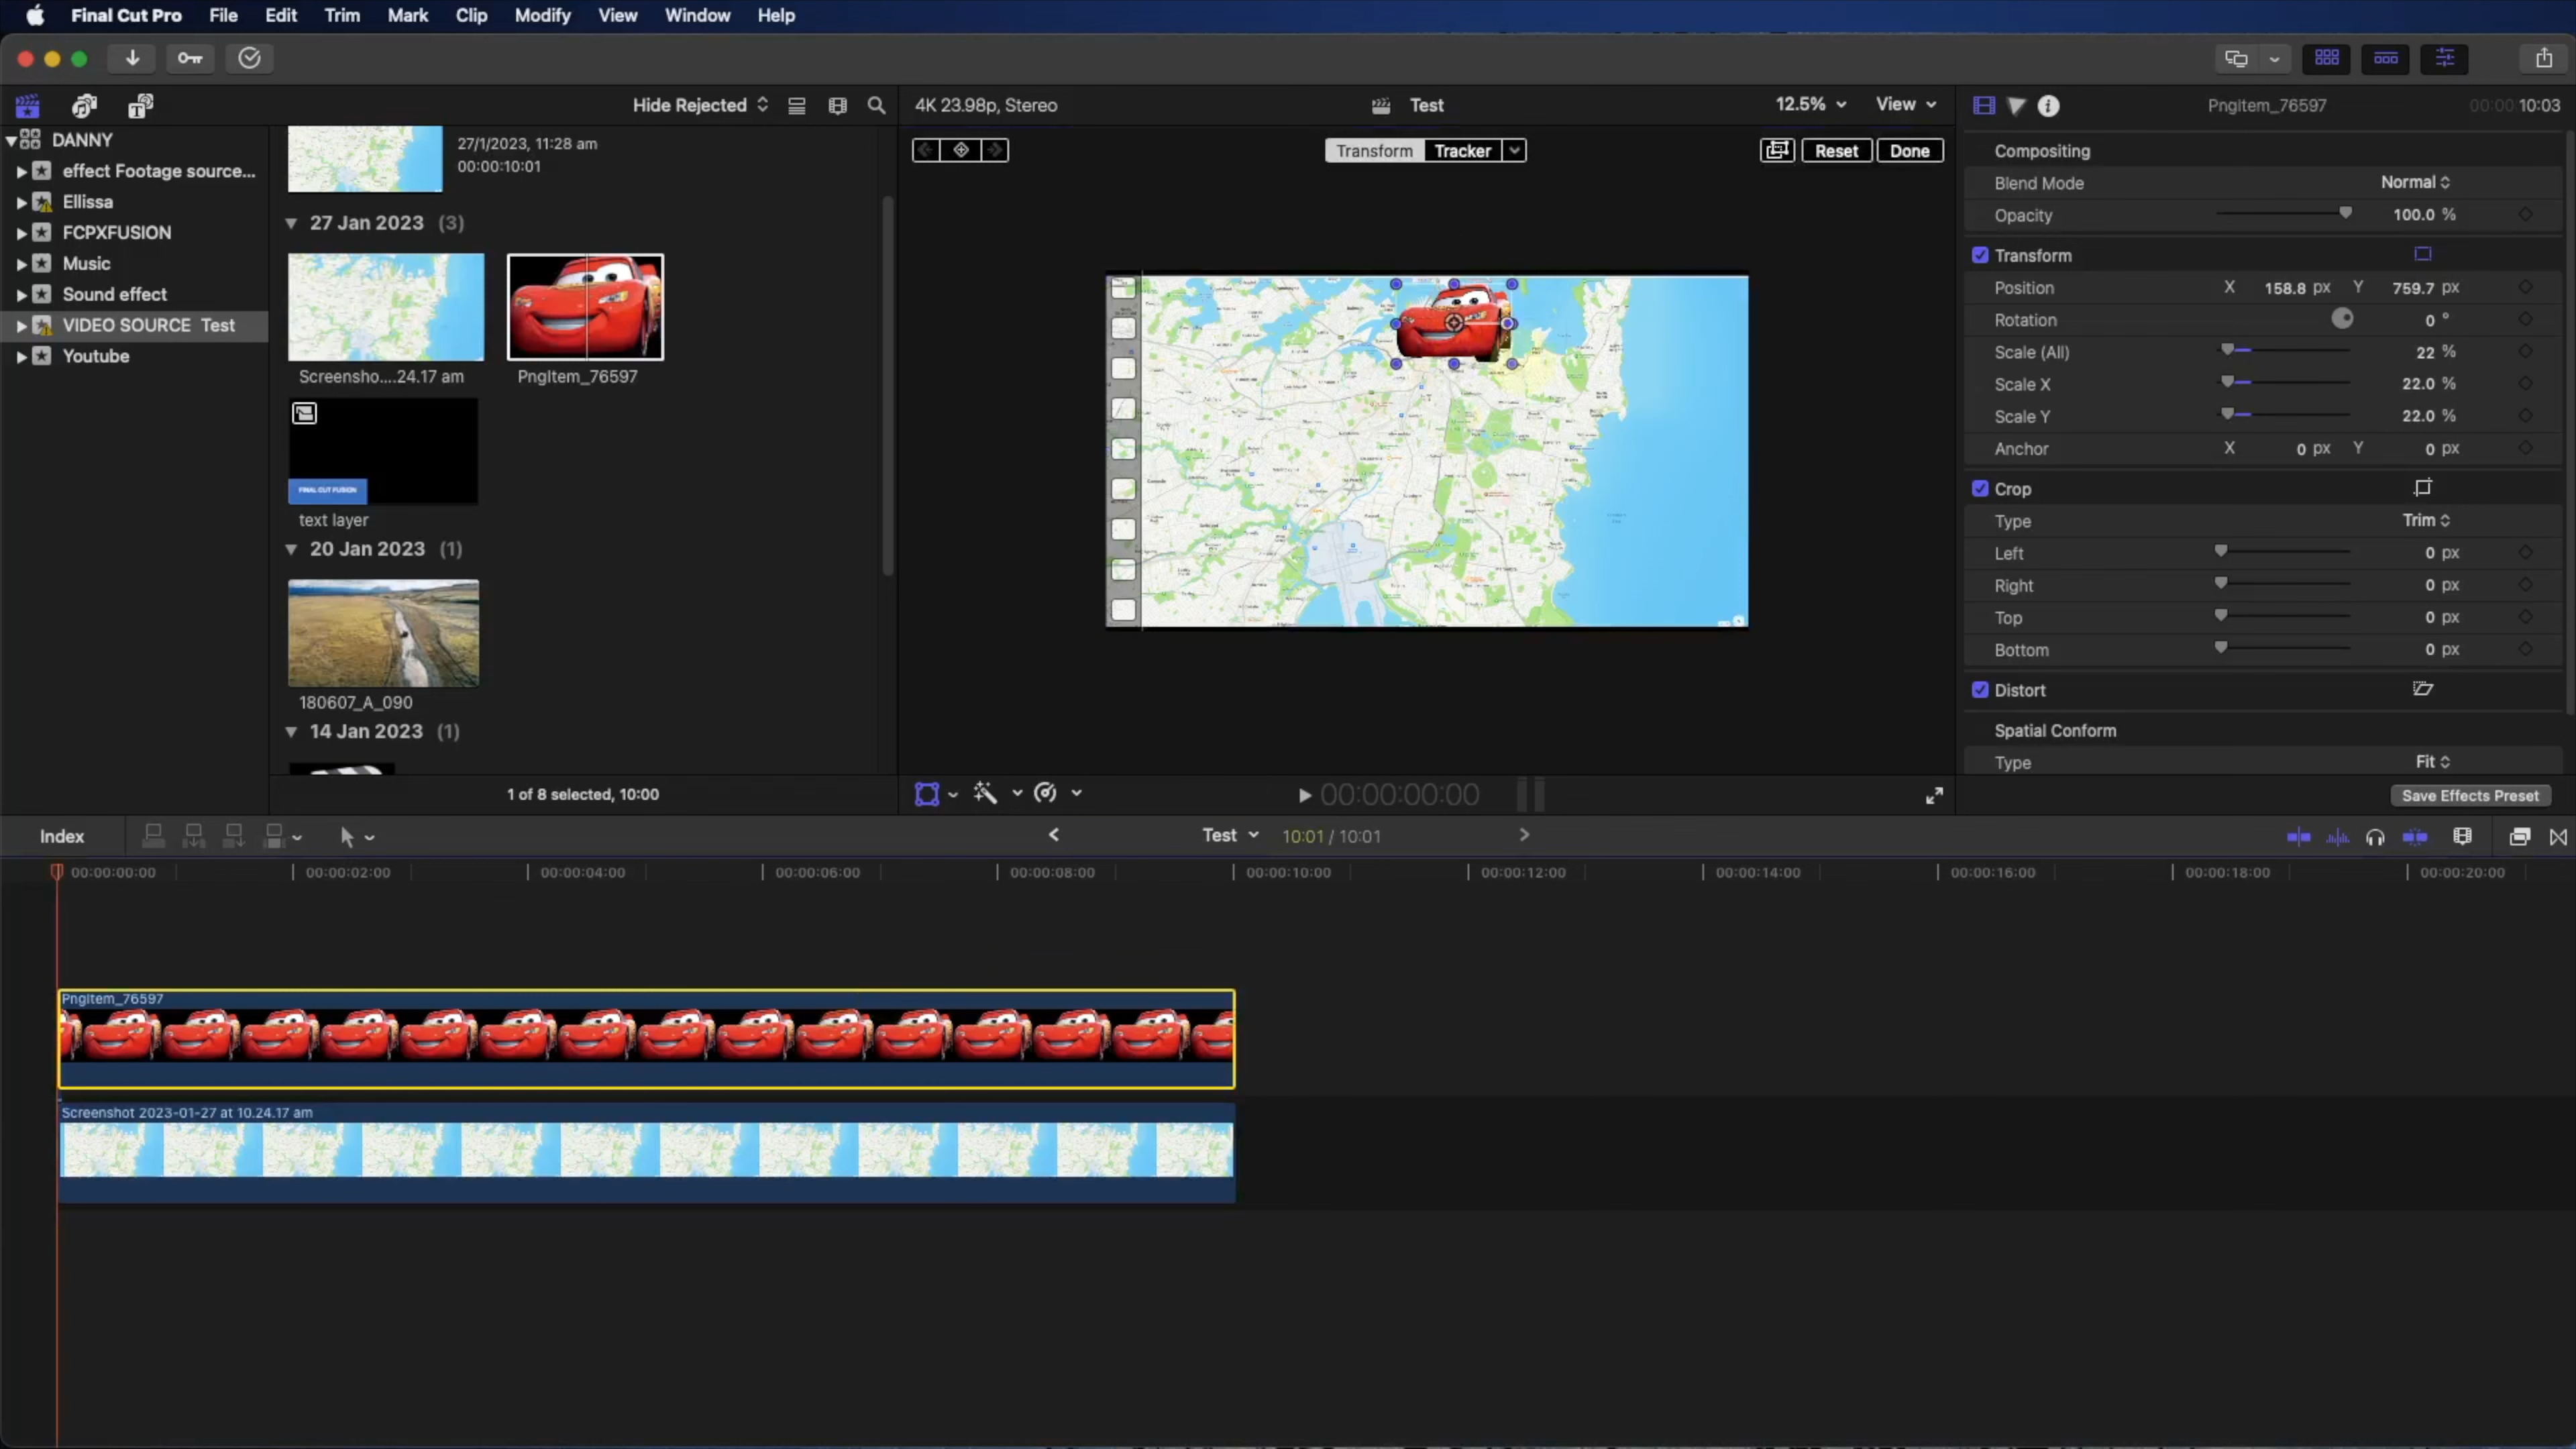 Final Cut Pro File Edit Trim Mark Clip Modify View Window Help
Hide Rejected
4K 23.98p, Stereo
Test
12.5%
View
PngItem_76597
00:00:10:03
DANNY
effect Footage source...
Ellissa
FCPXFUSION
Music
Sound effect
VIDEO SOURCE Test
Youtube
27/1/2023, 11:28 am
00:00:10:01
27 Jan 2023 (3)
Screensho....24.17 am
PngItem_76597
FINAL CUT FUSION
text layer
20 Jan 2023 (1)
180607_A_090
14 Jan 2023 (1)
1 of 8 selected, 10:00
Transform Tracker
Reset
Done
00:00:00:00
Compositing
Blend Mode Normal
Opacity 100.0 %
Transform
Position X 158.8 px Y 759.7 px
Rotation 0 °
Scale (All) 22 %
Scale X 22.0 %
Scale Y 22.0 %
Anchor X 0 px Y 0 px
Crop
Type Trim
Left 0 px
Right 0 px
Top 0 px
Bottom 0 px
Distort
Spatial Conform
Type Fit
Save Effects Preset
Index
Test
10:01 / 10:01
00:00:00:00 00:00:02:00 00:00:04:00 00:00:06:00 00:00:08:00 00:00:10:00 00:00:12:00 00:00:14:00 00:00:16:00 00:00:18:00 00:00:20:00
PngItem_76597
Screenshot 2023-01-27 at 10.24.17 am